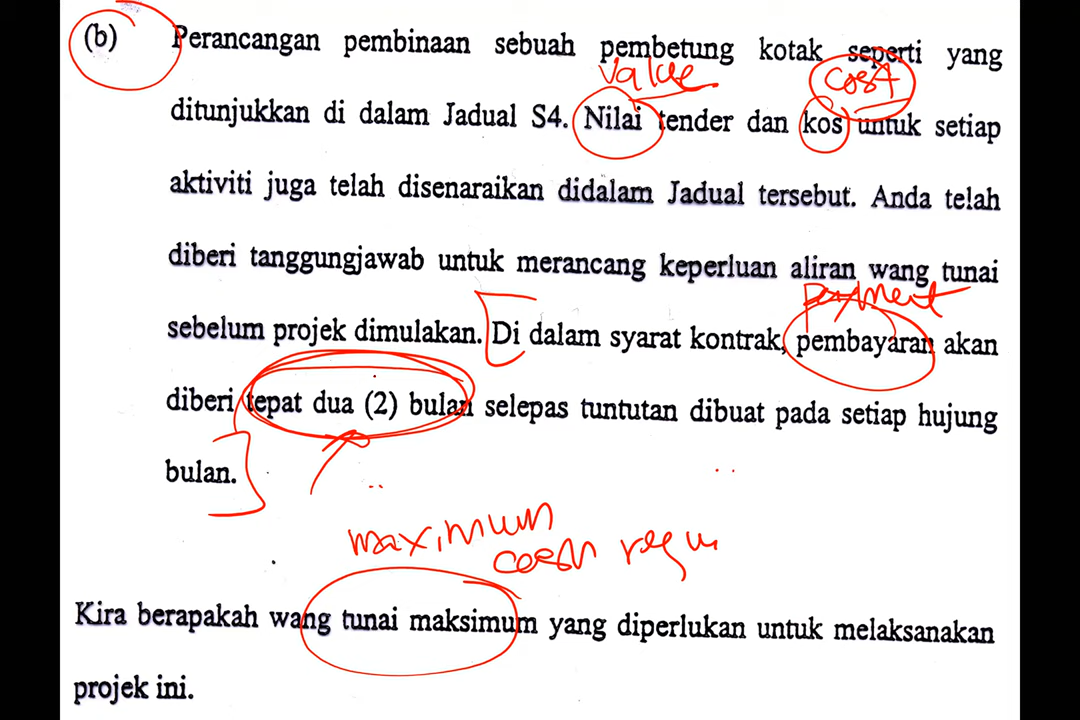 (b) Perancangan pembinaan sebuah pembetung kotak seperti yang
value cost
ditunjukkan di dalam Jadual S4. Nilai tender dan kos untuk setiap
aktiviti juga telah disenaraikan didalam Jadual tersebut. Anda telah
diberi tanggungjawab untuk merancang keperluan aliran wang tunai
payment
sebelum projek dimulakan. Di dalam syarat kontrak, pembayaran akan
diberi tepat dua (2) bulan selepas tuntutan dibuat pada setiap hujung
bulan.
maximum
cash requ
Kira berapakah wang tunai maksimum yang diperlukan untuk melaksanakan
projek ini.